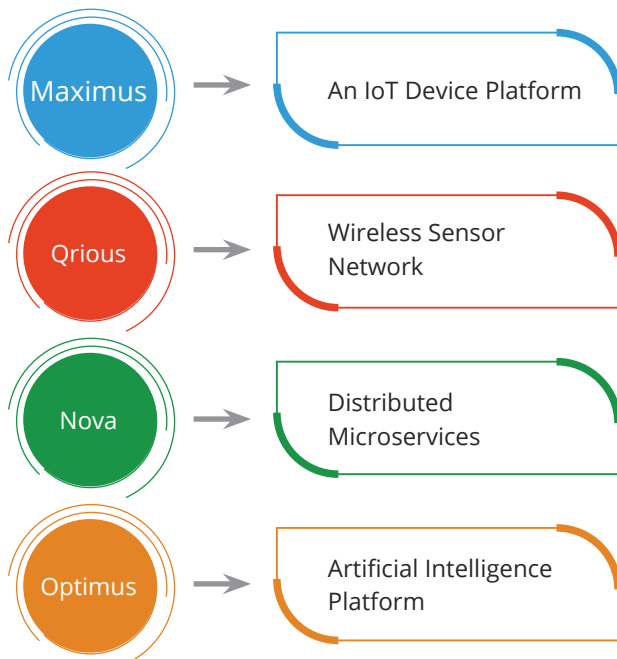 Maximus
An IoT Device Platform
Qrious
Wireless Sensor
Network
Nova
Distributed
Microservices
Optimus
Artificial Intelligence
Platform